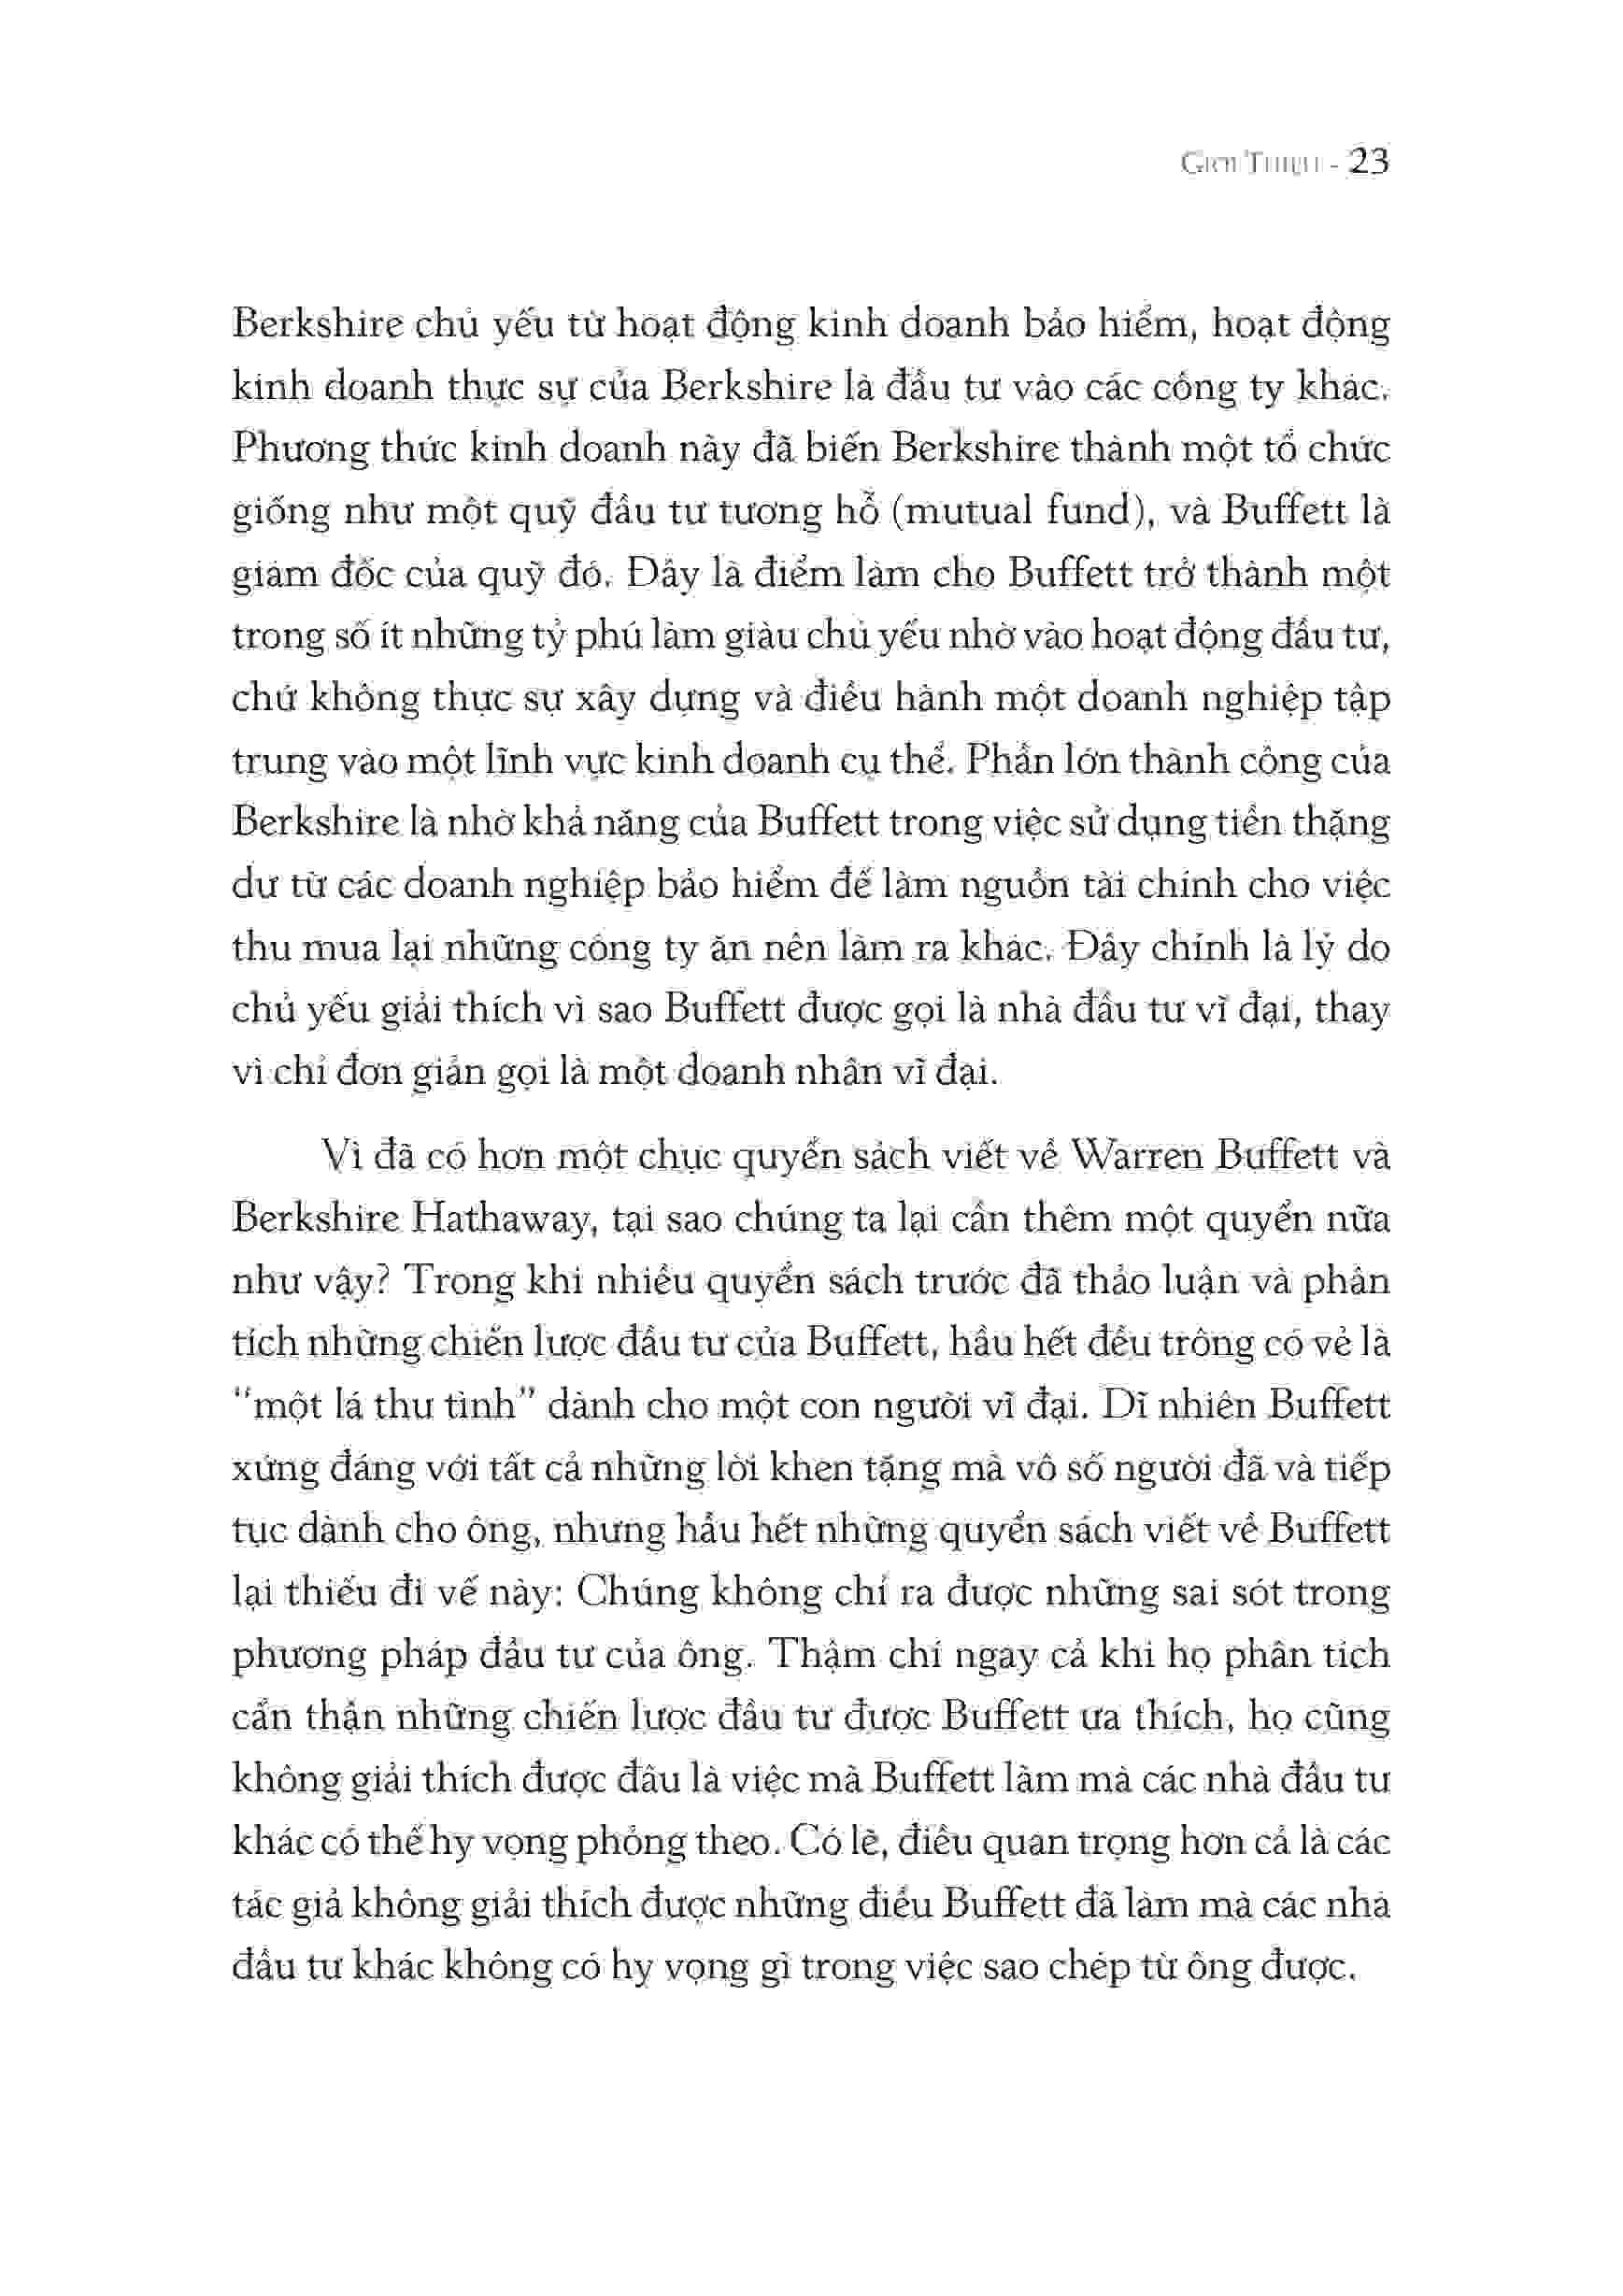 Giới Thiệu - 23
Berkshire chủ yếu từ hoạt động kinh doanh bảo hiểm, hoạt động
kinh doanh thực sự của Berkshire là đầu tư vào các công ty khác.
Phương thức kinh doanh này đã biến Berkshire thành một tổ chức
giống như một quỹ đầu tư tương hỗ (mutual fund), và Buffett là
giám đốc của quỹ đó. Đây là điểm làm cho Buffett trở thành một
trong số ít những tỷ phú làm giàu chủ yếu nhờ vào hoạt động đầu tư,
chứ không thực sự xây dựng và điều hành một doanh nghiệp tập
trung vào một lĩnh vực kinh doanh cụ thể. Phần lớn thành công của
Berkshire là nhờ khả năng của Buffett trong việc sử dụng tiền thặng
dư từ các doanh nghiệp bảo hiểm để làm nguồn tài chính cho việc
thu mua lại những công ty ăn nên làm ra khác. Đây chính là lý do
chủ yếu giải thích vì sao Buffett được gọi là nhà đầu tư vĩ đại, thay
vì chỉ đơn giản gọi là một doanh nhân vĩ đại.
Vì đã có hơn một chục quyển sách viết về Warren Buffett và
Berkshire Hathaway, tại sao chúng ta lại cần thêm một quyển nữa
như vậy? Trong khi nhiều quyển sách trước đã thảo luận và phân
tích những chiến lược đầu tư của Buffett, hầu hết đều trông có vẻ là
“một lá thư tình” dành cho một con người vĩ đại. Dĩ nhiên Buffett
xứng đáng với tất cả những lời khen tặng mà vô số người đã và tiếp
tục dành cho ông, nhưng hầu hết những quyển sách viết về Buffett
lại thiếu đi vế này: Chúng không chỉ ra được những sai sót trong
phương pháp đầu tư của ông. Thậm chí ngay cả khi họ phân tích
cẩn thận những chiến lược đầu tư được Buffett ưa thích, họ cũng
không giải thích được đâu là việc mà Buffett làm mà các nhà đầu tư
khác có thể hy vọng phỏng theo. Có lẽ, điều quan trọng hơn cả là các
tác giả không giải thích được những điều Buffett đã làm mà các nhà
đầu tư khác không có hy vọng gì trong việc sao chép từ ông được.